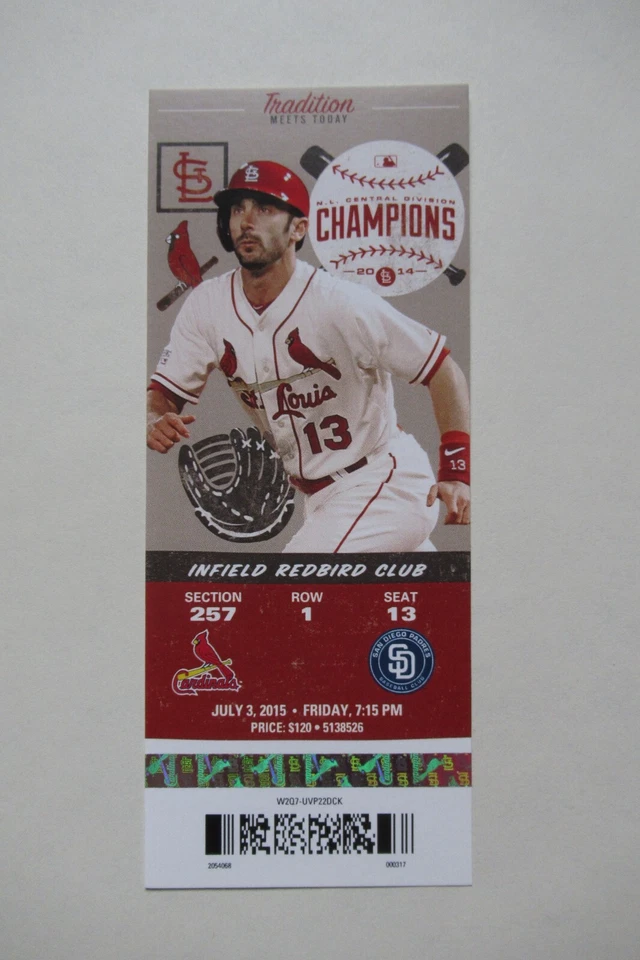 Tradition
MEETS TODAY
STL
N.L. CENTRAL DIVISION
CHAMPIONS
2014
St. Louis
13
13
INFIELD REDBIRD CLUB
SECTION ROW SEAT
257 1 13
Cardinals
SAN DIEGO PADRES
SD
BASEBALL CLUB
JULY 3, 2015 • FRIDAY, 7:15 PM
PRICE: $120 • 5138526
W2Q7-UVP22DCK
2054068 000317